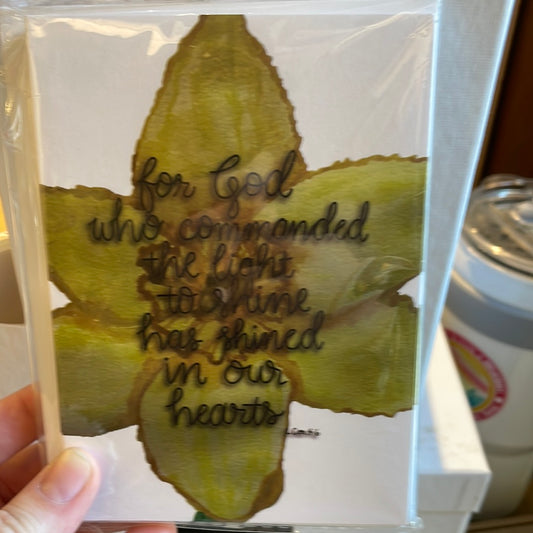 for God
who commanded
the light
to shine
has shined
in our
hearts